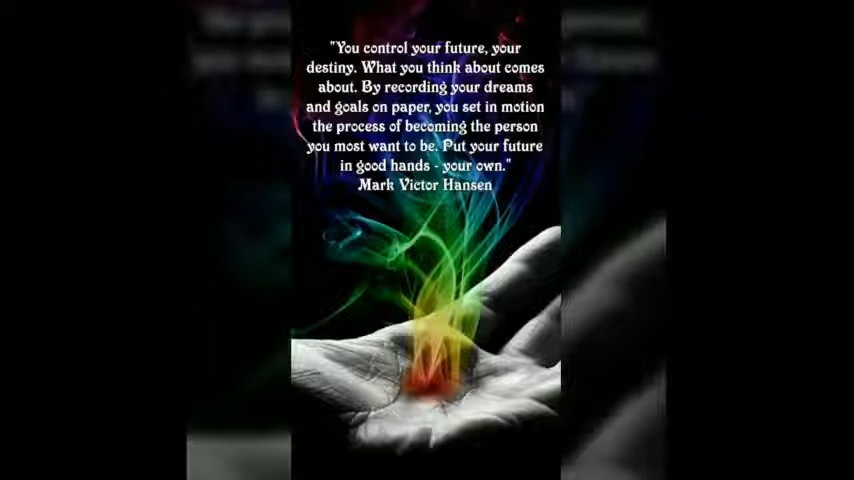 "You control your future, your
destiny. What you think about comes
about. By recording your dreams
and goals on paper, you set in motion
the process of becoming the person
you most want to be. Put your future
in good hands - your own."
Mark Victor Hansen